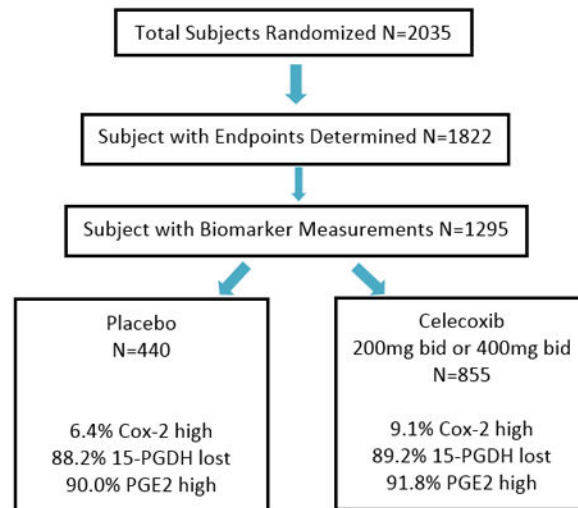 Total Subjects Randomized N=2035
Subject with Endpoints Determined N=1822
Subject with Biomarker Measurements N=1295
Placebo
N=440
6.4% Cox-2 high
88.2% 15-PGDH lost
90.0% PGE2 high
Celecoxib
200mg bid or 400mg bid
N=855
9.1% Cox-2 high
89.2% 15-PGDH lost
91.8% PGE2 high